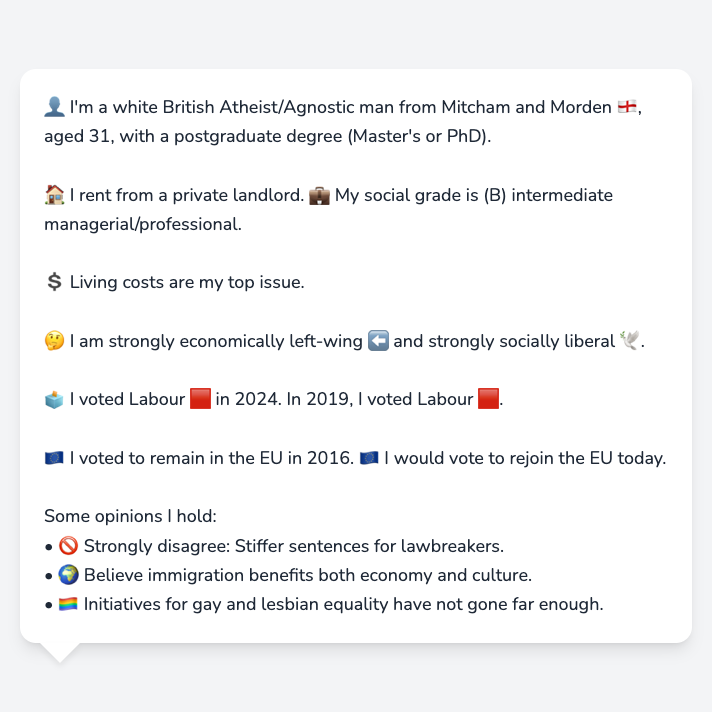 👤 I'm a white British Atheist/Agnostic man from Mitcham and Morden 🏴󠁧󠁢󠁥󠁮󠁧󠁿,
aged 31, with a postgraduate degree (Master's or PhD).
🏠 I rent from a private landlord. 💼 My social grade is (B) intermediate
managerial/professional.
💲 Living costs are my top issue.
🤔 I am strongly economically left-wing ⬅️ and strongly socially liberal 🕊️.
🗳️ I voted Labour 🟥 in 2024. In 2019, I voted Labour 🟥.
🇪🇺 I voted to remain in the EU in 2016. 🇪🇺 I would vote to rejoin the EU today.
Some opinions I hold:
• 🚫 Strongly disagree: Stiffer sentences for lawbreakers.
• 🌍 Believe immigration benefits both economy and culture.
• 🏳️‍🌈 Initiatives for gay and lesbian equality have not gone far enough.